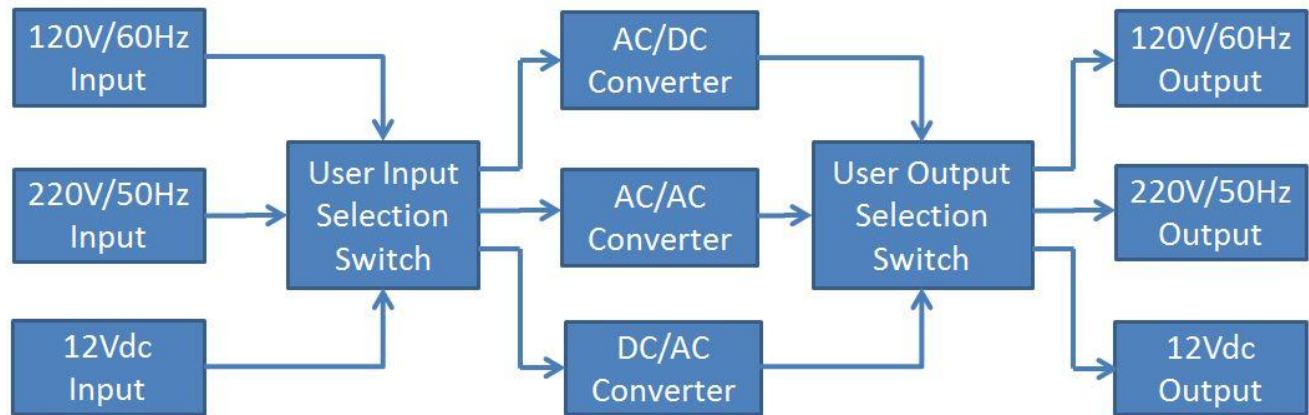 120V/60Hz
Input
220V/50Hz
Input
12Vdc
Input
User Input
Selection
Switch
AC/DC
Converter
AC/AC
Converter
DC/AC
Converter
User Output
Selection
Switch
120V/60Hz
Output
220V/50Hz
Output
12Vdc
Output